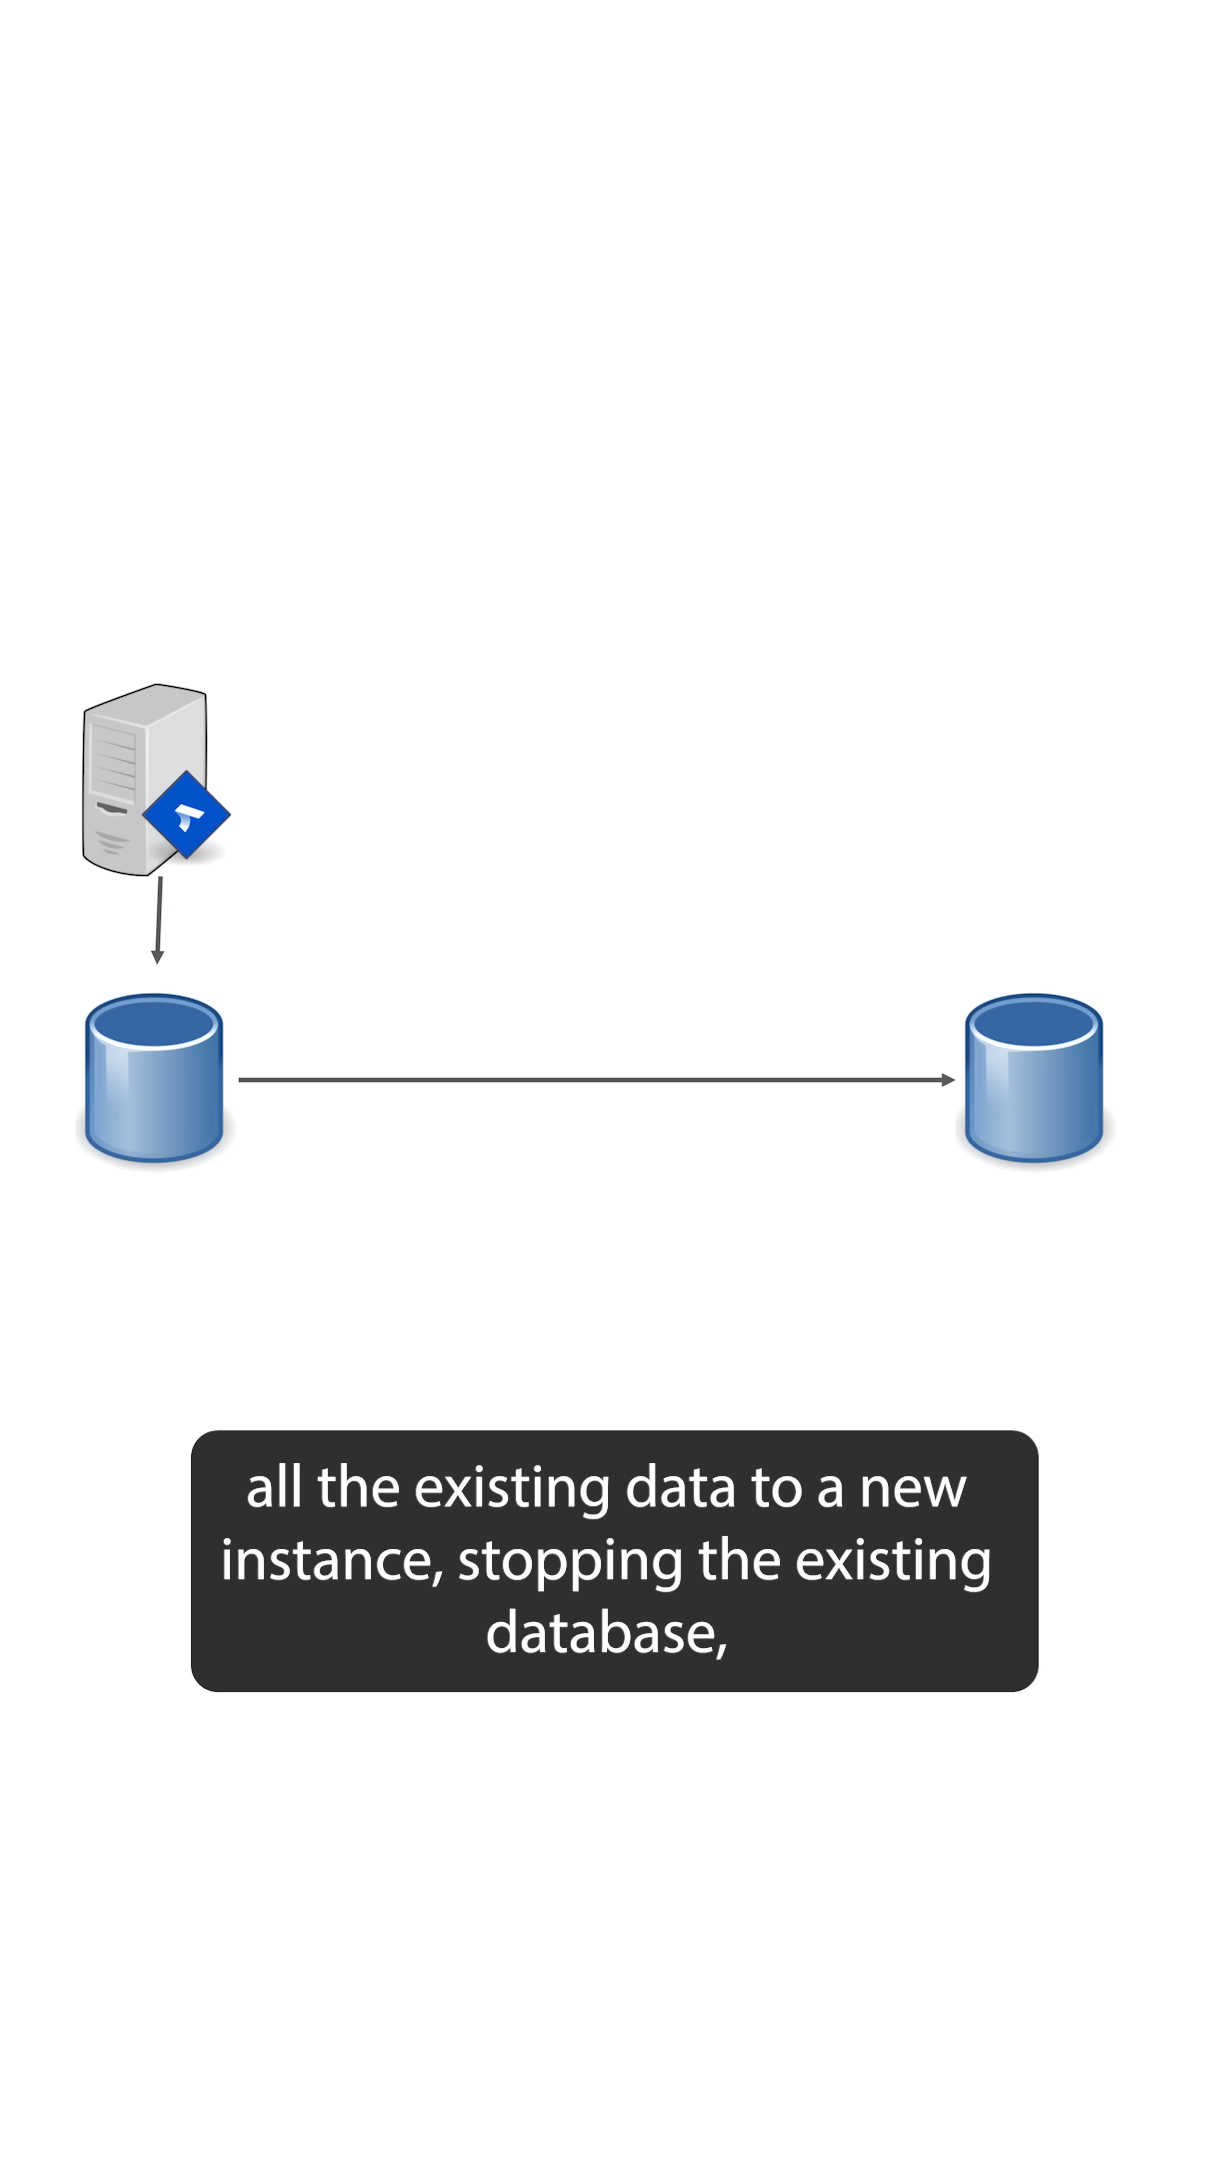 all the existing data to a new
instance, stopping the existing
database,